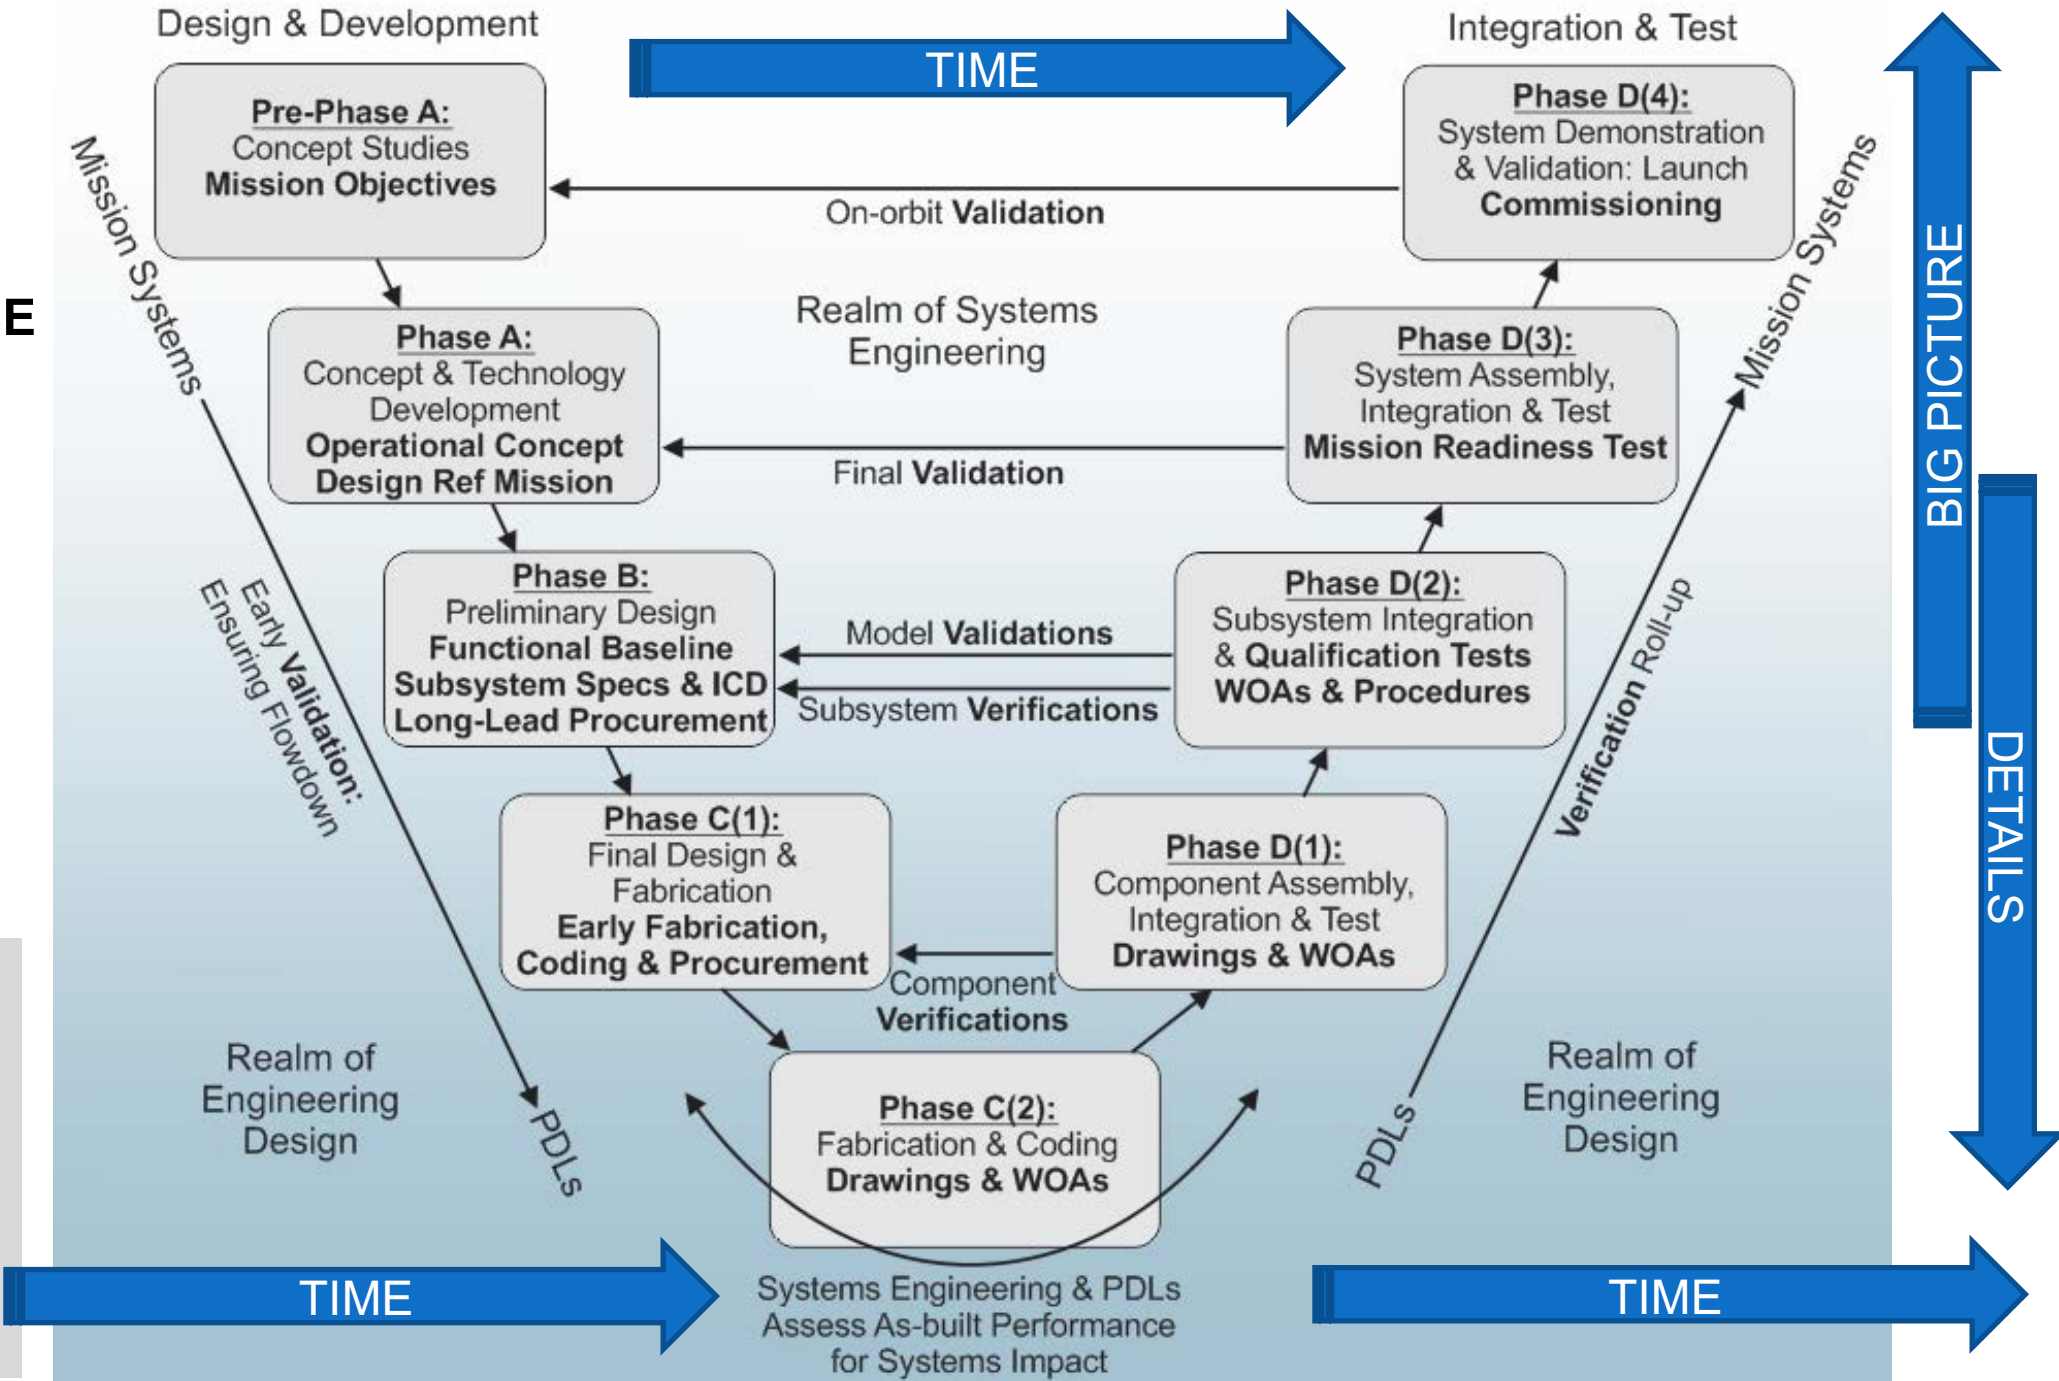 Design & Development
TIME
Integration & Test
Pre-Phase A:
Concept Studies
Mission Objectives
Phase D(4):
System Demonstration
& Validation: Launch
Commissioning
On-orbit Validation
Mission Systems
Mission Systems
BIG PICTURE
E
Realm of Systems
Engineering
Phase A:
Concept & Technology
Development
Operational Concept
Design Ref Mission
Phase D(3):
System Assembly,
Integration & Test
Mission Readiness Test
Final Validation
Early Validation:
Ensuring Flowdown
Phase B:
Preliminary Design
Functional Baseline
Subsystem Specs & ICD
Long-Lead Procurement
Model Validations
Subsystem Verifications
Phase D(2):
Subsystem Integration
& Qualification Tests
WOAs & Procedures
Verification Roll-up
DETAILS
Phase C(1):
Final Design &
Fabrication
Early Fabrication,
Coding & Procurement
Phase D(1):
Component Assembly,
Integration & Test
Drawings & WOAs
Component
Verifications
Realm of
Engineering
Design
PDLs
Phase C(2):
Fabrication & Coding
Drawings & WOAs
PDLs
Realm of
Engineering
Design
TIME
Systems Engineering & PDLs
Assess As-built Performance
for Systems Impact
TIME